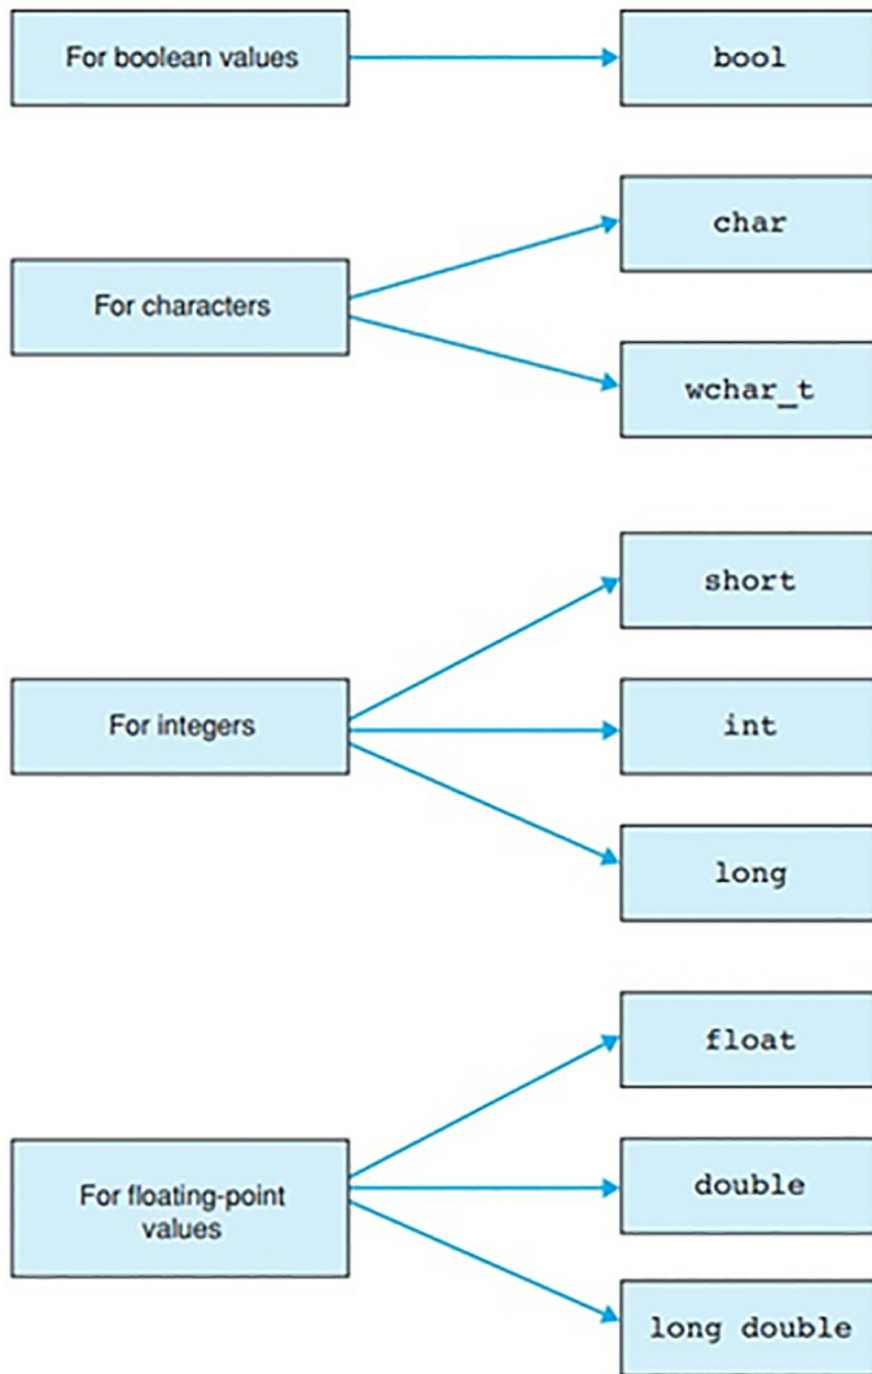 For boolean values
bool
For characters
char
wchar_t
For integers
short
int
long
For floating-point
values
float
double
long double